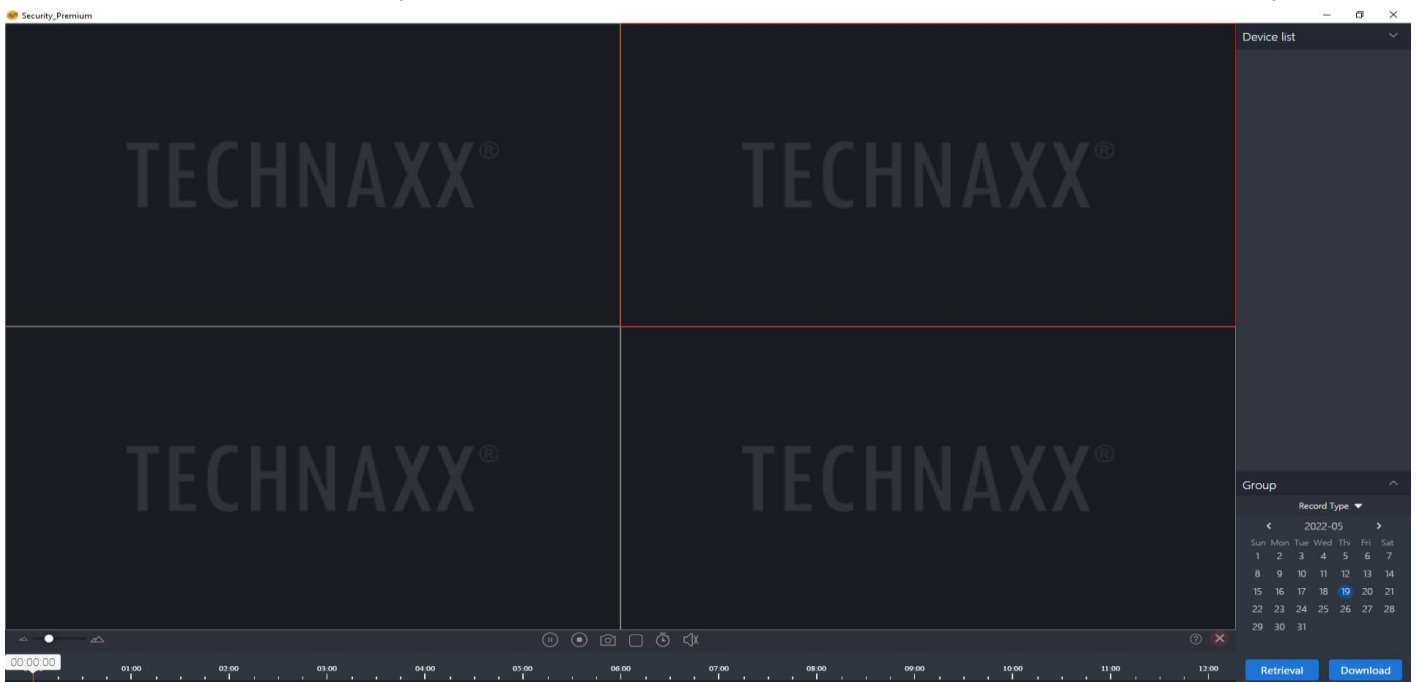 Security_Premium
Device list
TECHNAXX®
TECHNAXX®
TECHNAXX®
TECHNAXX®
Group
Record Type
2022-05
Sun Mon Tue Wed Thi Fri Sat
1 2 3 4 5 6 7
8 9 10 11 12 13 14
15 16 17 18 19 20 21
22 23 24 25 26 27 28
29 30 31
00:00:00 01:00 02:00 03:00 04:00 05:00 06:00 07:00 08:00 09:00 10:00 11:00 12:00
Retrieval Download